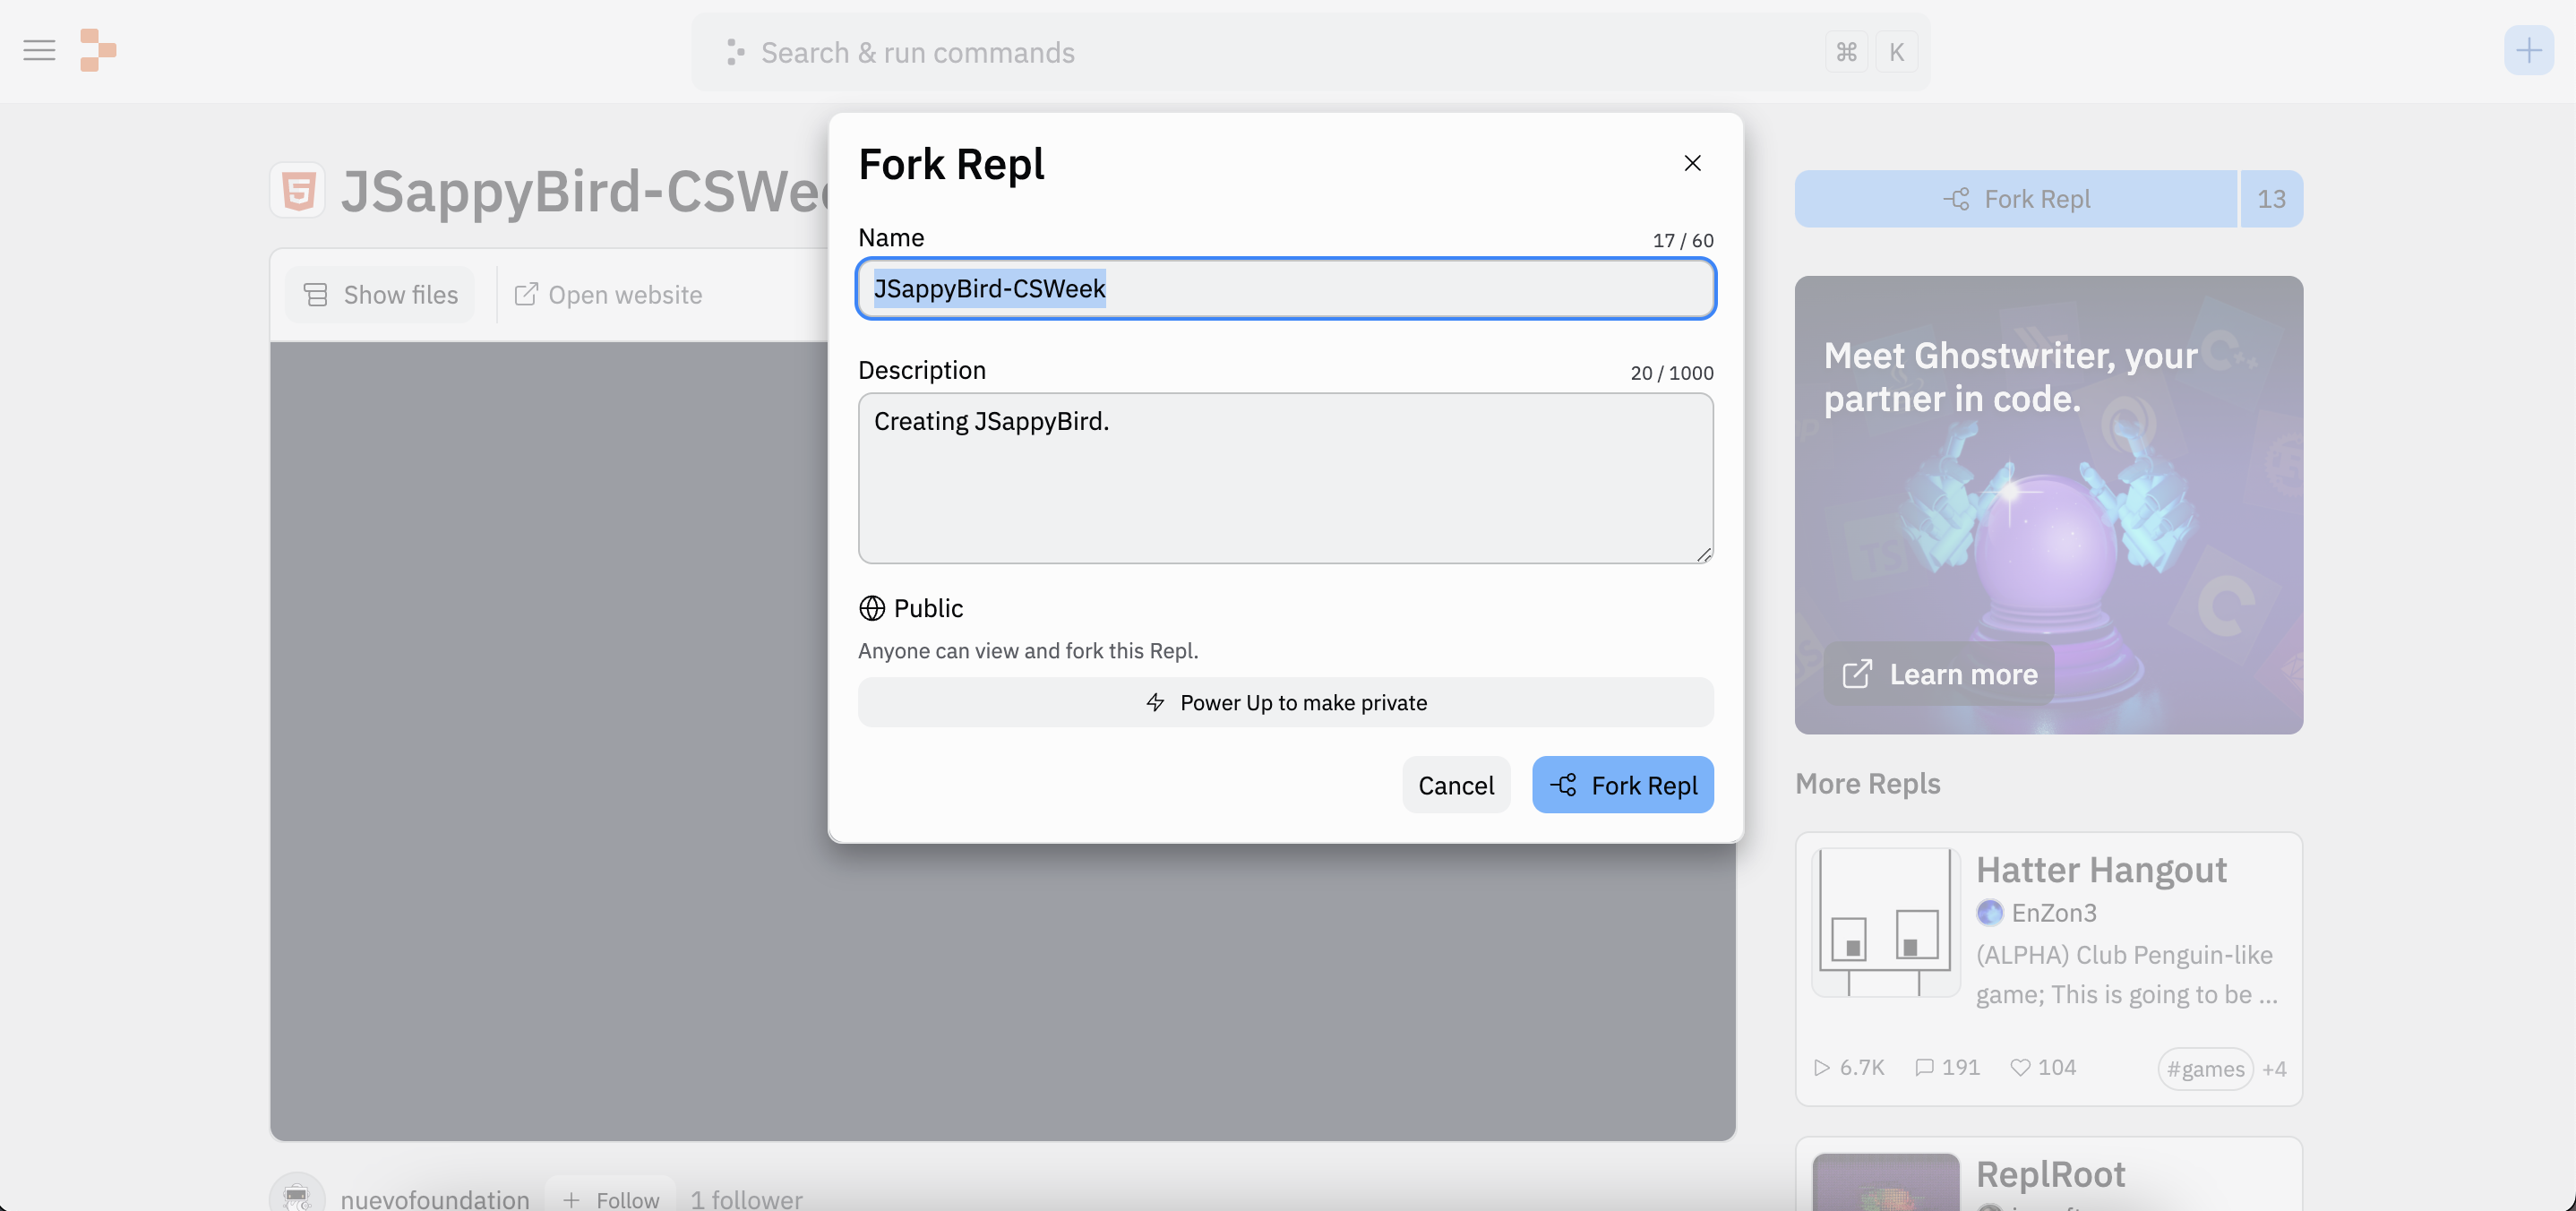 Search & run commands
⌘ K
JSappyBird-CSWee
Show files
Open website
Fork Repl
Name
17 / 60
JSappyBird-CSWeek
Description
20 / 1000
Creating JSappyBird.
Public
Anyone can view and fork this Repl.
Power Up to make private
Cancel
Fork Repl
nuevofoundation
Follow
1 follower
Fork Repl
13
Meet Ghostwriter, your
partner in code.
C++
TS
Learn more
More Repls
Hatter Hangout
EnZon3
(ALPHA) Club Penguin-like
game; This is going to be ...
6.7K
191
104
#games
+4
ReplRoot